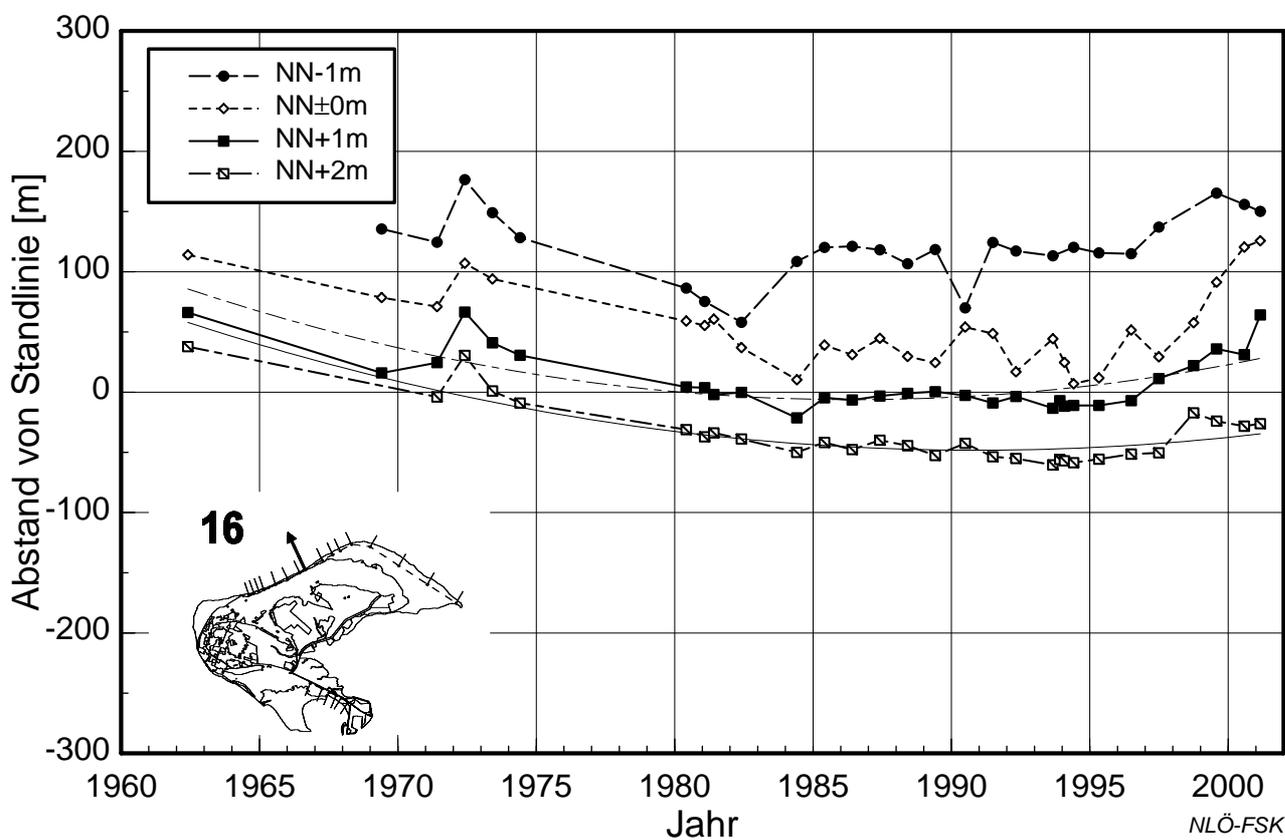 300
200
100
0
-100
-200
-300
Abstand von Standlinie [m]
NN-1m
NN±0m
NN+1m
NN+2m
16
1960 1965 1970 1975 1980 1985 1990 1995 2000
Jahr
NLÖ-FSK